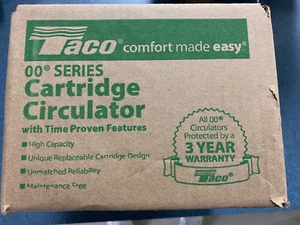 Taco® comfort made easy®
00® SERIES
Cartridge
Circulator
with Time Proven Features
■ High Capacity
■ Unique Replaceable Cartridge Design
■ Unmatched Reliability
■ Maintenance Free
All 00®
Circulators
Protected by a
3 YEAR
WARRANTY
Taco®